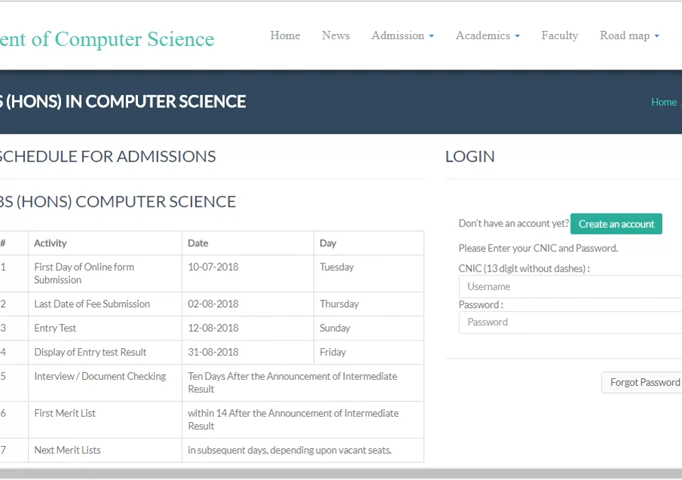 ent of Computer Science
Home News Admission Academics Faculty Road map
S (HONS) IN COMPUTER SCIENCE
Home
SCHEDULE FOR ADMISSIONS
BS (HONS) COMPUTER SCIENCE
# Activity Date Day
1 First Day of Online form Submission 10-07-2018 Tuesday
2 Last Date of Fee Submission 02-08-2018 Thursday
3 Entry Test 12-08-2018 Sunday
4 Display of Entry test Result 31-08-2018 Friday
5 Interview / Document Checking Ten Days After the Announcement of Intermediate Result
6 First Merit List within 14 After the Announcement of Intermediate Result
7 Next Merit Lists in subsequent days, depending upon vacant seats.
LOGIN
Don't have an account yet? Create an account
Please Enter your CNIC and Password.
CNIC (13 digit without dashes) :
Username
Password :
Password
Forgot Password